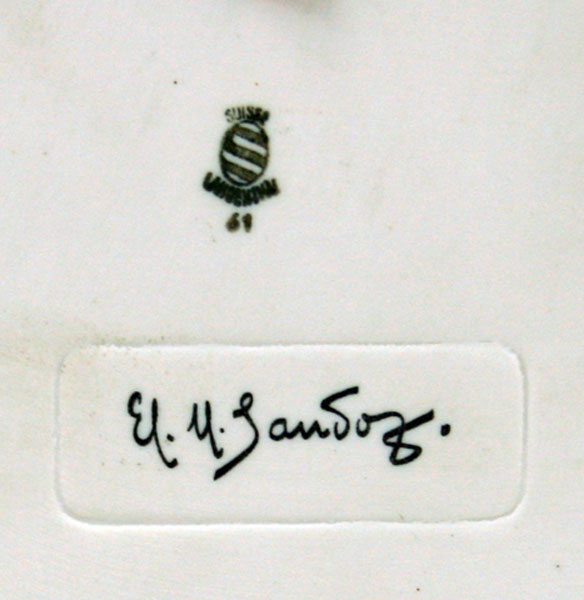 SUISSE
LANGENTHAL
61
Ed. M. Sandoz.